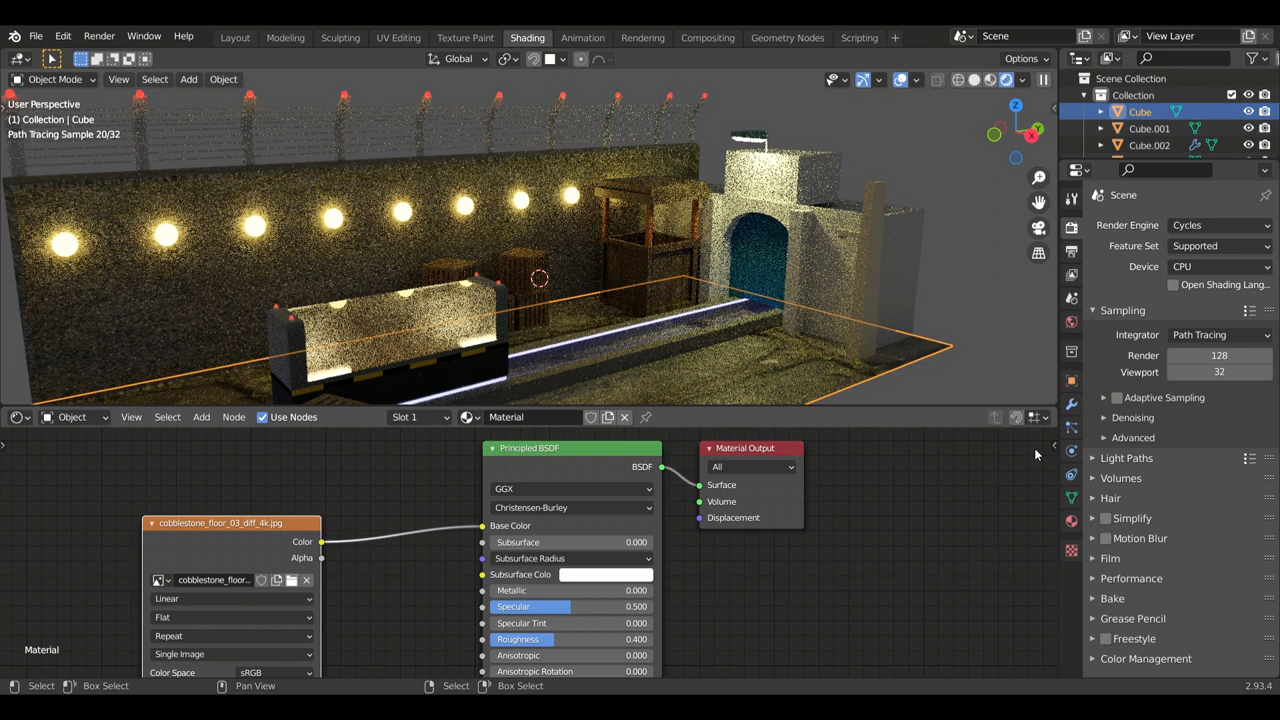 File Edit Render Window Help Layout Modeling Sculpting UV Editing Texture Paint Shading Animation Rendering Compositing Geometry Nodes Scripting + Scene View Layer
Global Options
Object Mode View Select Add Object
User Perspective
(1) Collection | Cube
Path Tracing Sample 20/32
Z
Y
X
Scene Collection
Collection
Cube
Cube.001
Cube.002
Scene
Render Engine Cycles
Feature Set Supported
Device CPU
Open Shading Lang...
Sampling
Integrator Path Tracing
Render 128
Viewport 32
Adaptive Sampling
Denoising
Advanced
Light Paths
Volumes
Hair
Simplify
Motion Blur
Film
Performance
Bake
Grease Pencil
Freestyle
Color Management
Object View Select Add Node Use Nodes Slot 1 Material
cobblestone_floor_03_diff_4k.jpg
Color
Alpha
cobblestone_floor...
Linear
Flat
Repeat
Single Image
Color Space sRGB
Principled BSDF
BSDF
GGX
Christensen-Burley
Base Color
Subsurface 0.000
Subsurface Radius
Subsurface Colo
Metallic 0.000
Specular 0.500
Specular Tint 0.000
Roughness 0.400
Anisotropic 0.000
Anisotropic Rotation 0.000
Material Output
All
Surface
Volume
Displacement
Material
Select Box Select Pan View Select Box Select 2.93.4